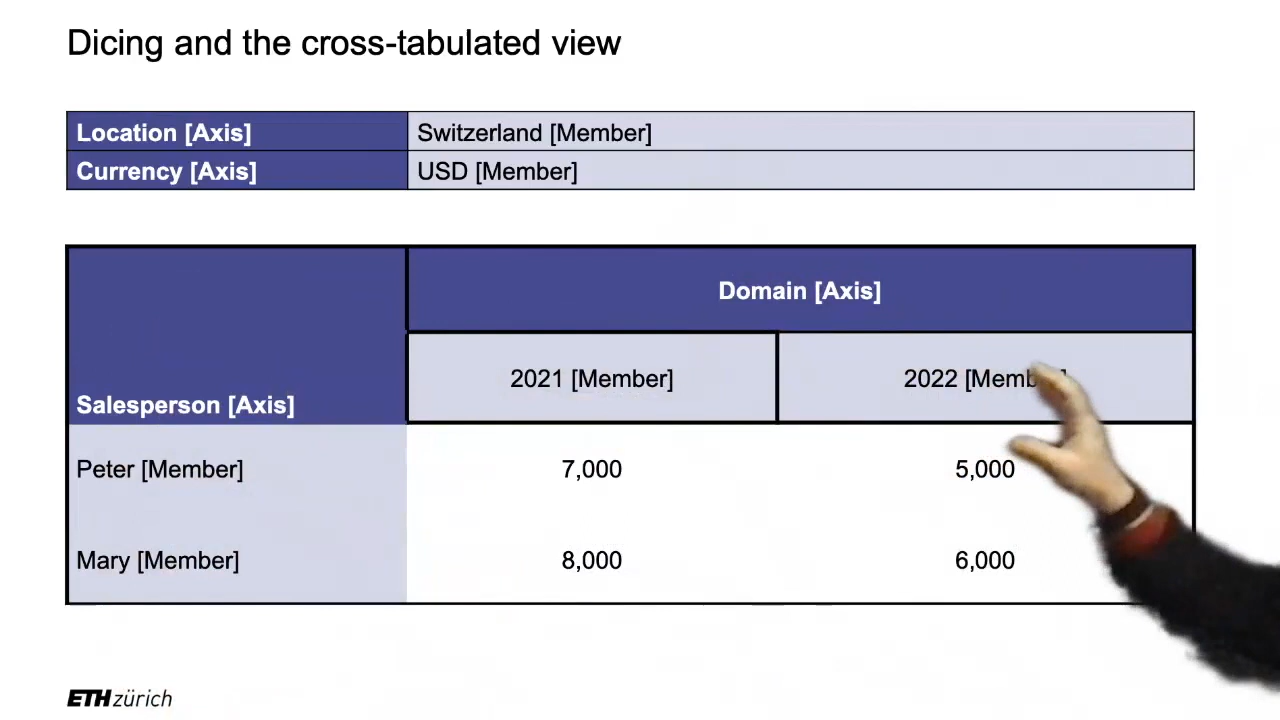 Dicing and the cross-tabulated view
Location [Axis] Switzerland [Member]
Currency [Axis] USD [Member]
Domain [Axis]
2021 [Member] 2022
Salesperson [Axis]
Peter [Member] 7,000 5,000
Mary [Member] 8,000 6,000
ETH zürich